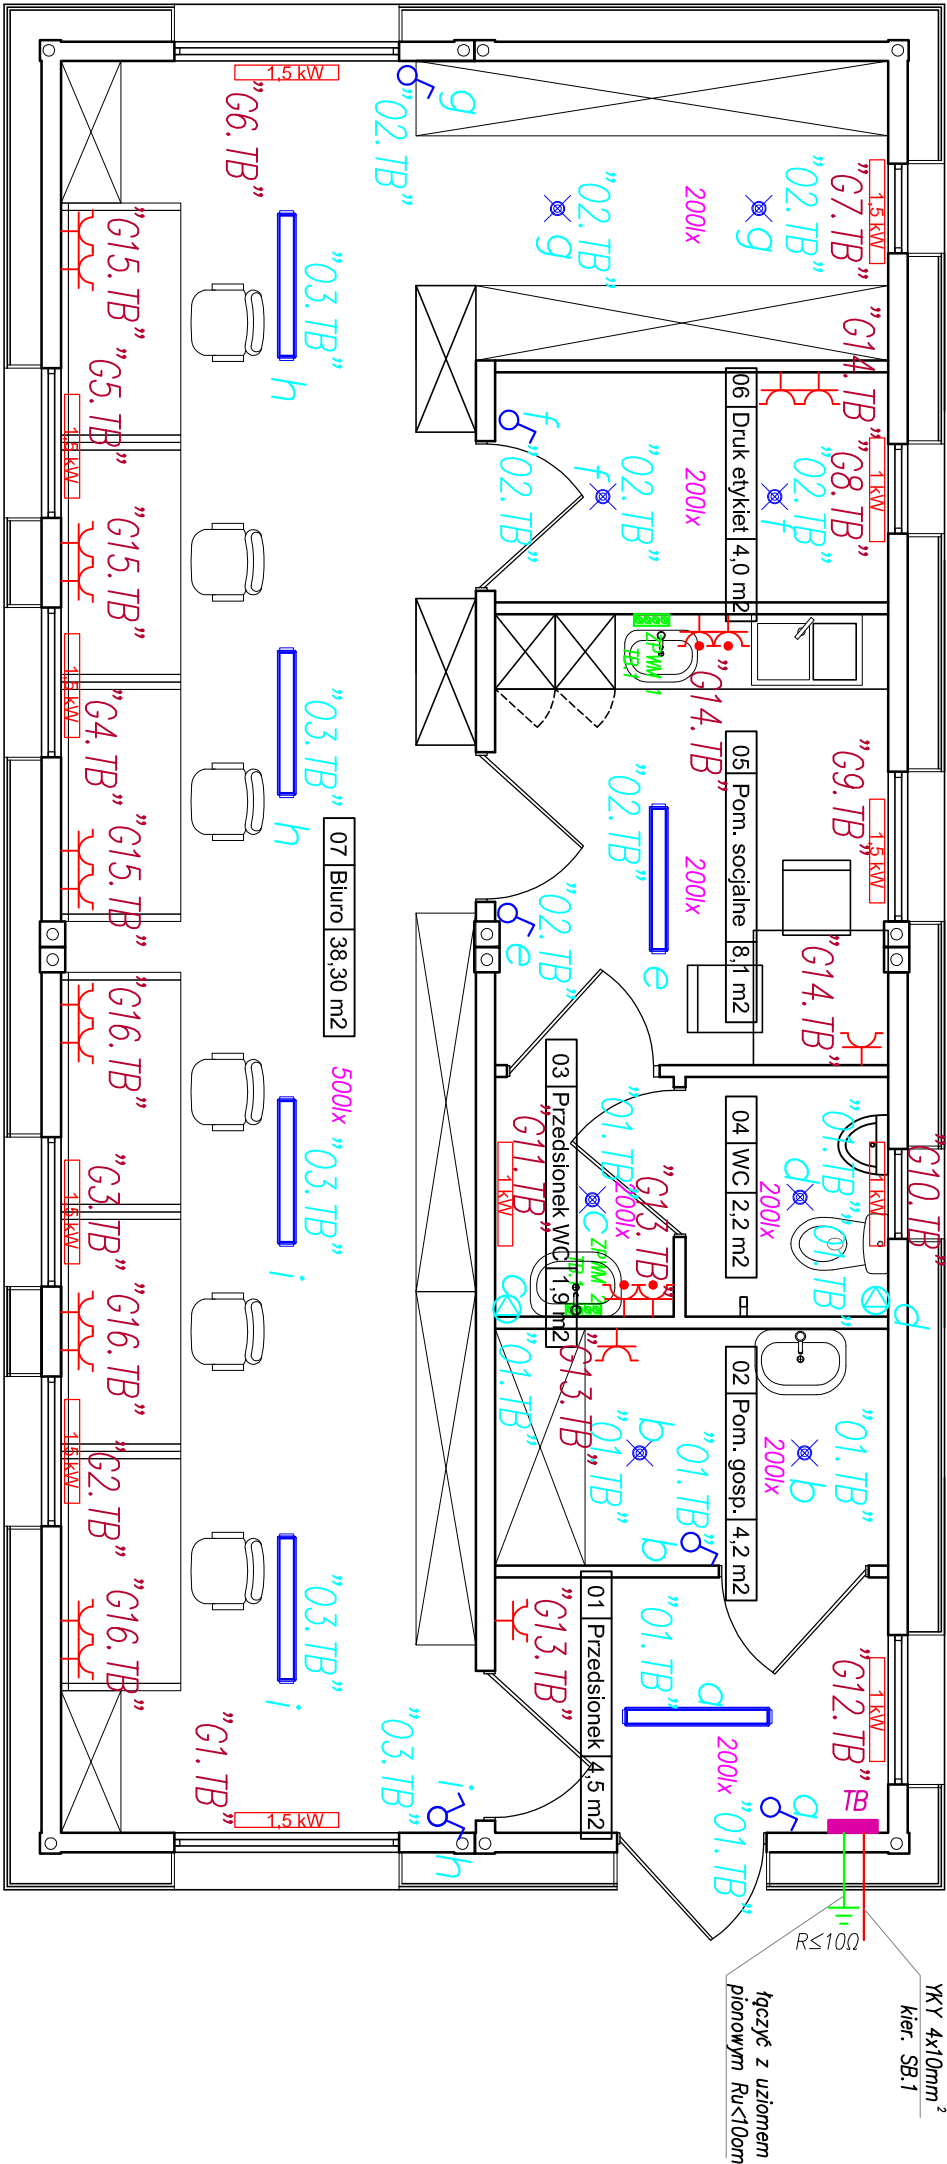 1,5 kW
"G6.TB"
g
"02.TB"
"02.TB"
g
200lx
"02.TB"
g
"G7.TB"
1,5 kW
"G15.TB"
"03.TB"
h
"G14.TB"
"G5.TB"
1,5 kW
f
"02.TB"
"02.TB"
f
200lx
06 Druk etykiet 4,0 m2
"02.TB"
f
"G8.TB"
1 kW
"G15.TB"
1,5 kW
"G4.TB"
"03.TB"
h
ZPWM 1
TB.1
"G14.TB"
05 Pom. socjalne 8,1 m2
"G9.TB"
1,5 kW
"02.TB"
e
200lx
"G15.TB"
07 Biuro 38,30 m2
500lx
"02.TB"
e
"G14.TB"
"G16.TB"
"03.TB"
i
03 Przedsionek WC 1,9 m2
"G11.TB"
1 kW
"01.TB"
c
200lx
"G13.TB"
04 WC 2,2 m2
200lx
d
"01.TB"
1 kW
"G10.TB"
"01.TB"
d
"G3.TB"
1,5 kW
ZPWM 2
TB.1
c
"01.TB"
"G16.TB"
"G13.TB"
"01.TB"
b
"01.TB"
b
02 Pom. gosp. 4,2 m2
200lx
"01.TB"
b
"G2.TB"
1,5 kW
"G16.TB"
"03.TB"
i
"G13.TB"
01 Przedsionek 4,5 m2
"01.TB"
a
200lx
"G12.TB"
1 kW
"G1.TB"
1,5 kW
"03.TB"
i
h
"01.TB"
a
TB
R≤10Ω
YKY 4x10mm²
kier. SB.1
łączyć z uziomem
pionowym Ru<10om